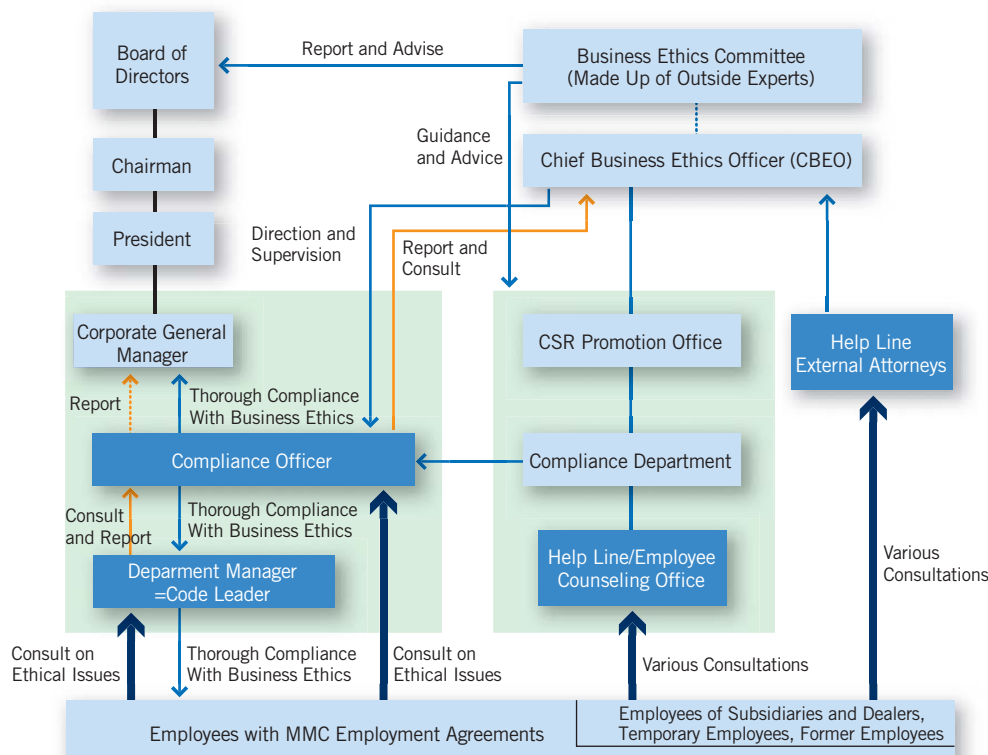 Board of
Directors
Report and Advise
Business Ethics Committee
(Made Up of Outside Experts)
Guidance
and Advice
Chairman
Chief Business Ethics Officer (CBEO)
President
Direction and
Supervision
Report and
Consult
Corporate General
Manager
CSR Promotion Office
Help Line
External Attorneys
Report
Thorough Compliance
With Business Ethics
Compliance Officer
Compliance Department
Consult
and Report
Thorough Compliance
With Business Ethics
Deparment Manager
=Code Leader
Help Line/Employee
Counseling Office
Various
Consultations
Consult on
Ethical Issues
Thorough Compliance
With Business Ethics
Consult on
Ethical Issues
Various Consultations
Employees with MMC Employment Agreements
Employees of Subsidiaries and Dealers,
Temporary Employees, Former Employees